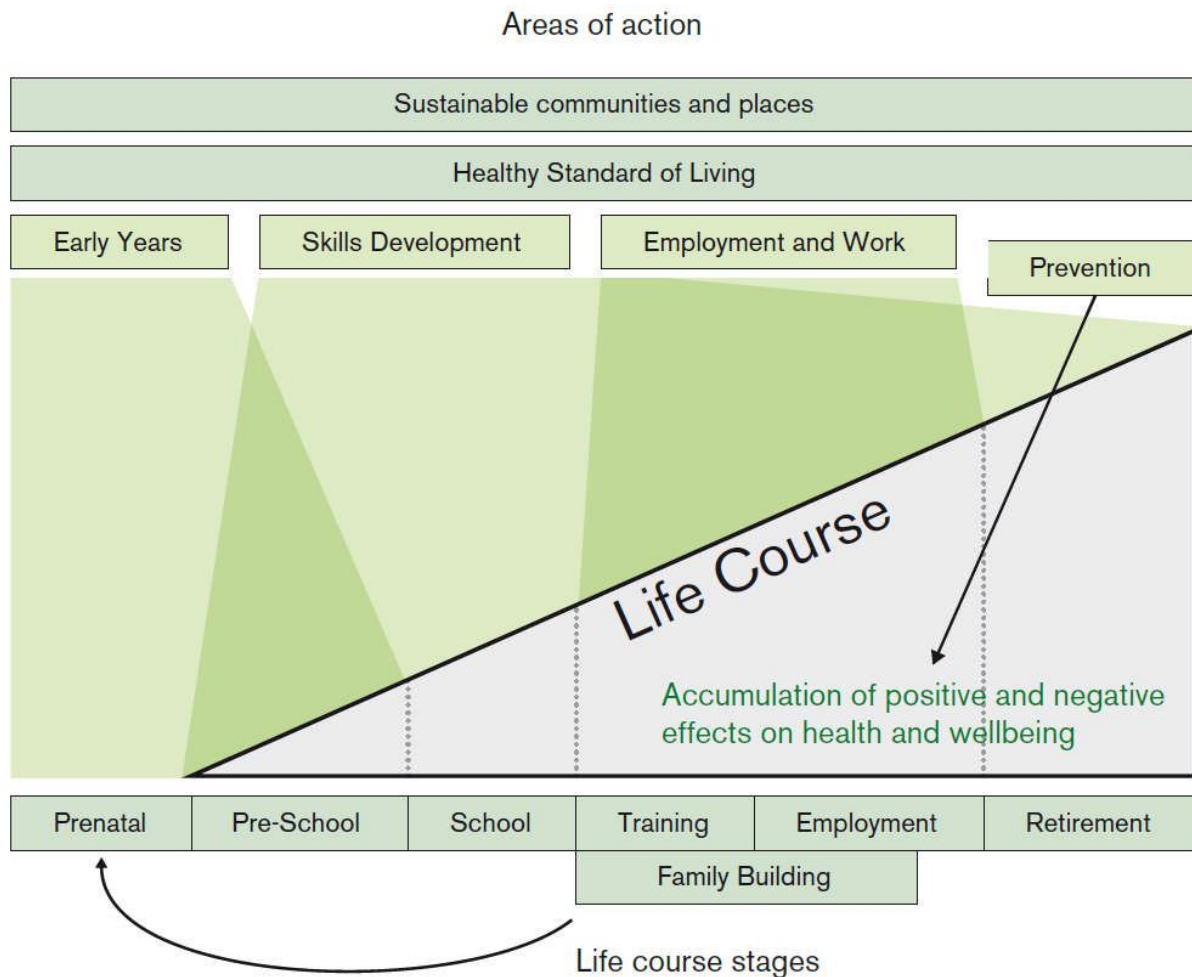 Areas of action
Sustainable communities and places
Healthy Standard of Living
Early Years
Skills Development
Employment and Work
Prevention
Life Course
Accumulation of positive and negative
effects on health and wellbeing
Prenatal
Pre-School
School
Training
Employment
Retirement
Family Building
Life course stages